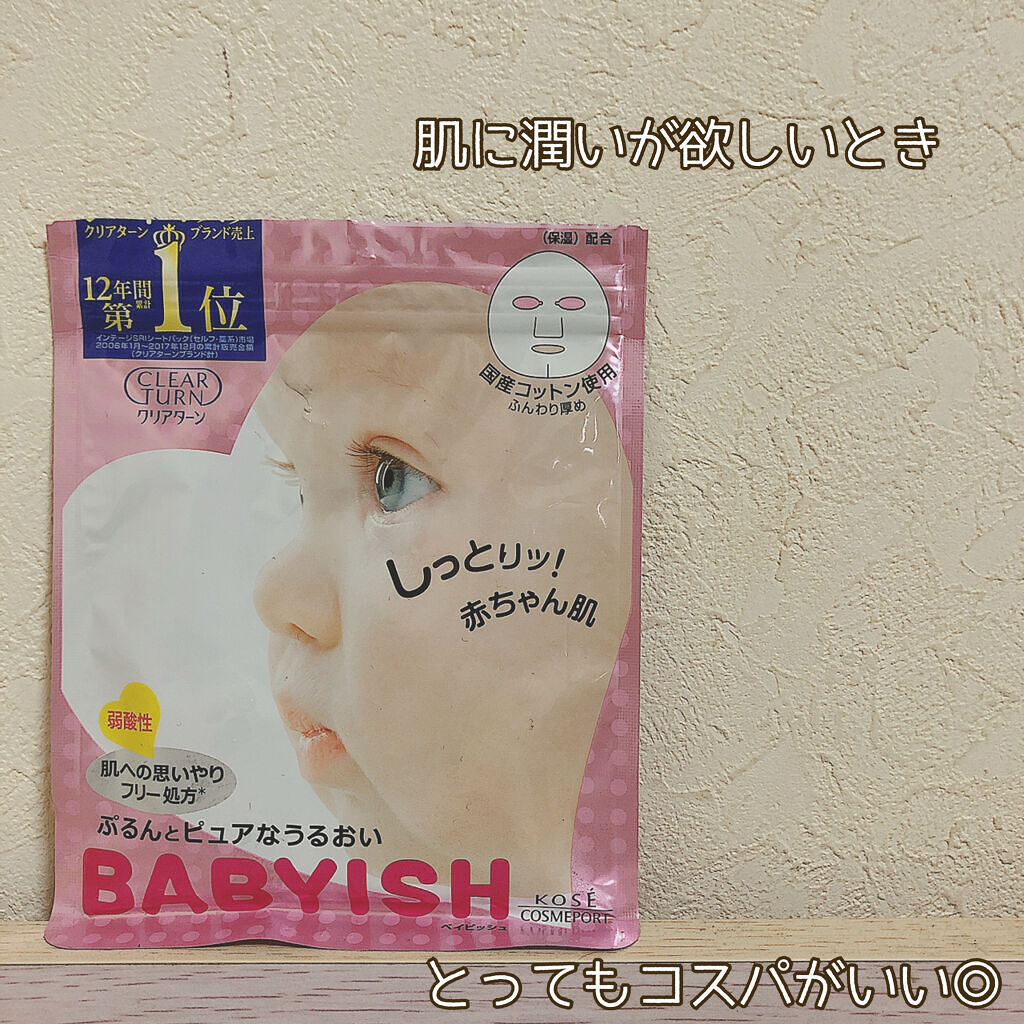 肌に潤いが欲しいとき
クリアターン ブランド売上
12年間
第累計1位
インテージSRIシートパック(セルフ・薬系)市場
2006年1月〜2017年12月の累計販売金額
(クリアターンブランド計)
CLEAR
TURN
クリアターン
(保湿)配合
国産コットン使用
ふんわり厚め
しっとりッ!
赤ちゃん肌
弱酸性
肌への思いやり
フリー処方*
ぷるんとピュアなうるおい
BABYISH
ベイビッシュ
KOSÉ
COSMEPORT
とってもコスパがいい◎